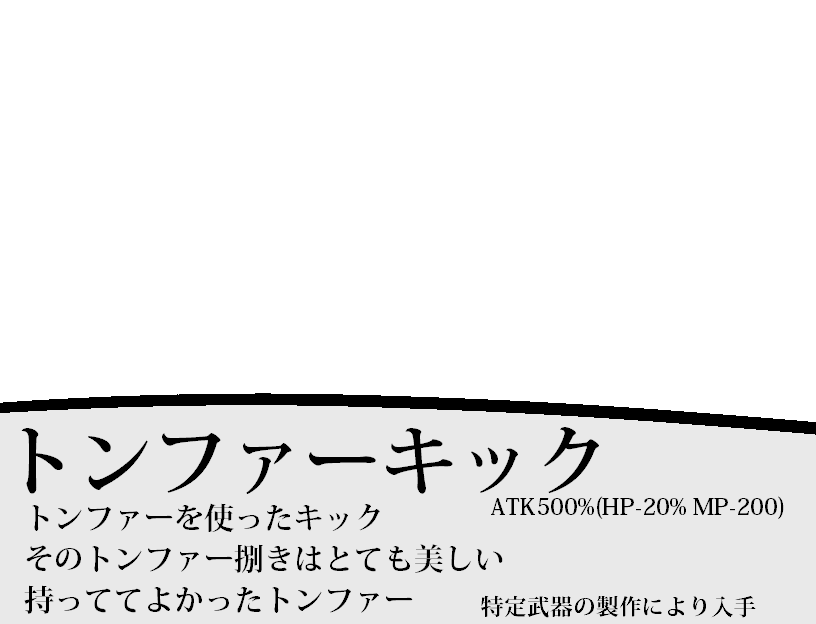 トンファーキック
ATK500%(HP-20% MP-200)
トンファーを使ったキック
そのトンファー捌きはとても美しい
持っててよかったトンファー
特定武器の製作により入手